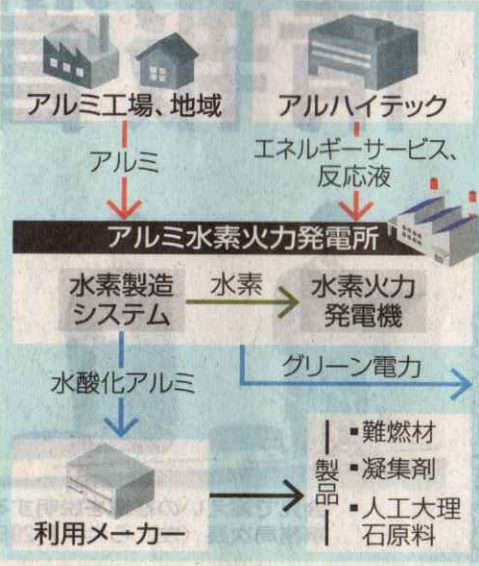 アルミ工場、地域
アルハイテック
アルミ
エネルギーサービス、
反応液
アルミ水素火力発電所
水素製造
システム
水素
水素火力
発電機
グリーン電力
水酸化アルミ
利用メーカー
製品
▪難燃材
▪凝集剤
▪人工大理
石原料